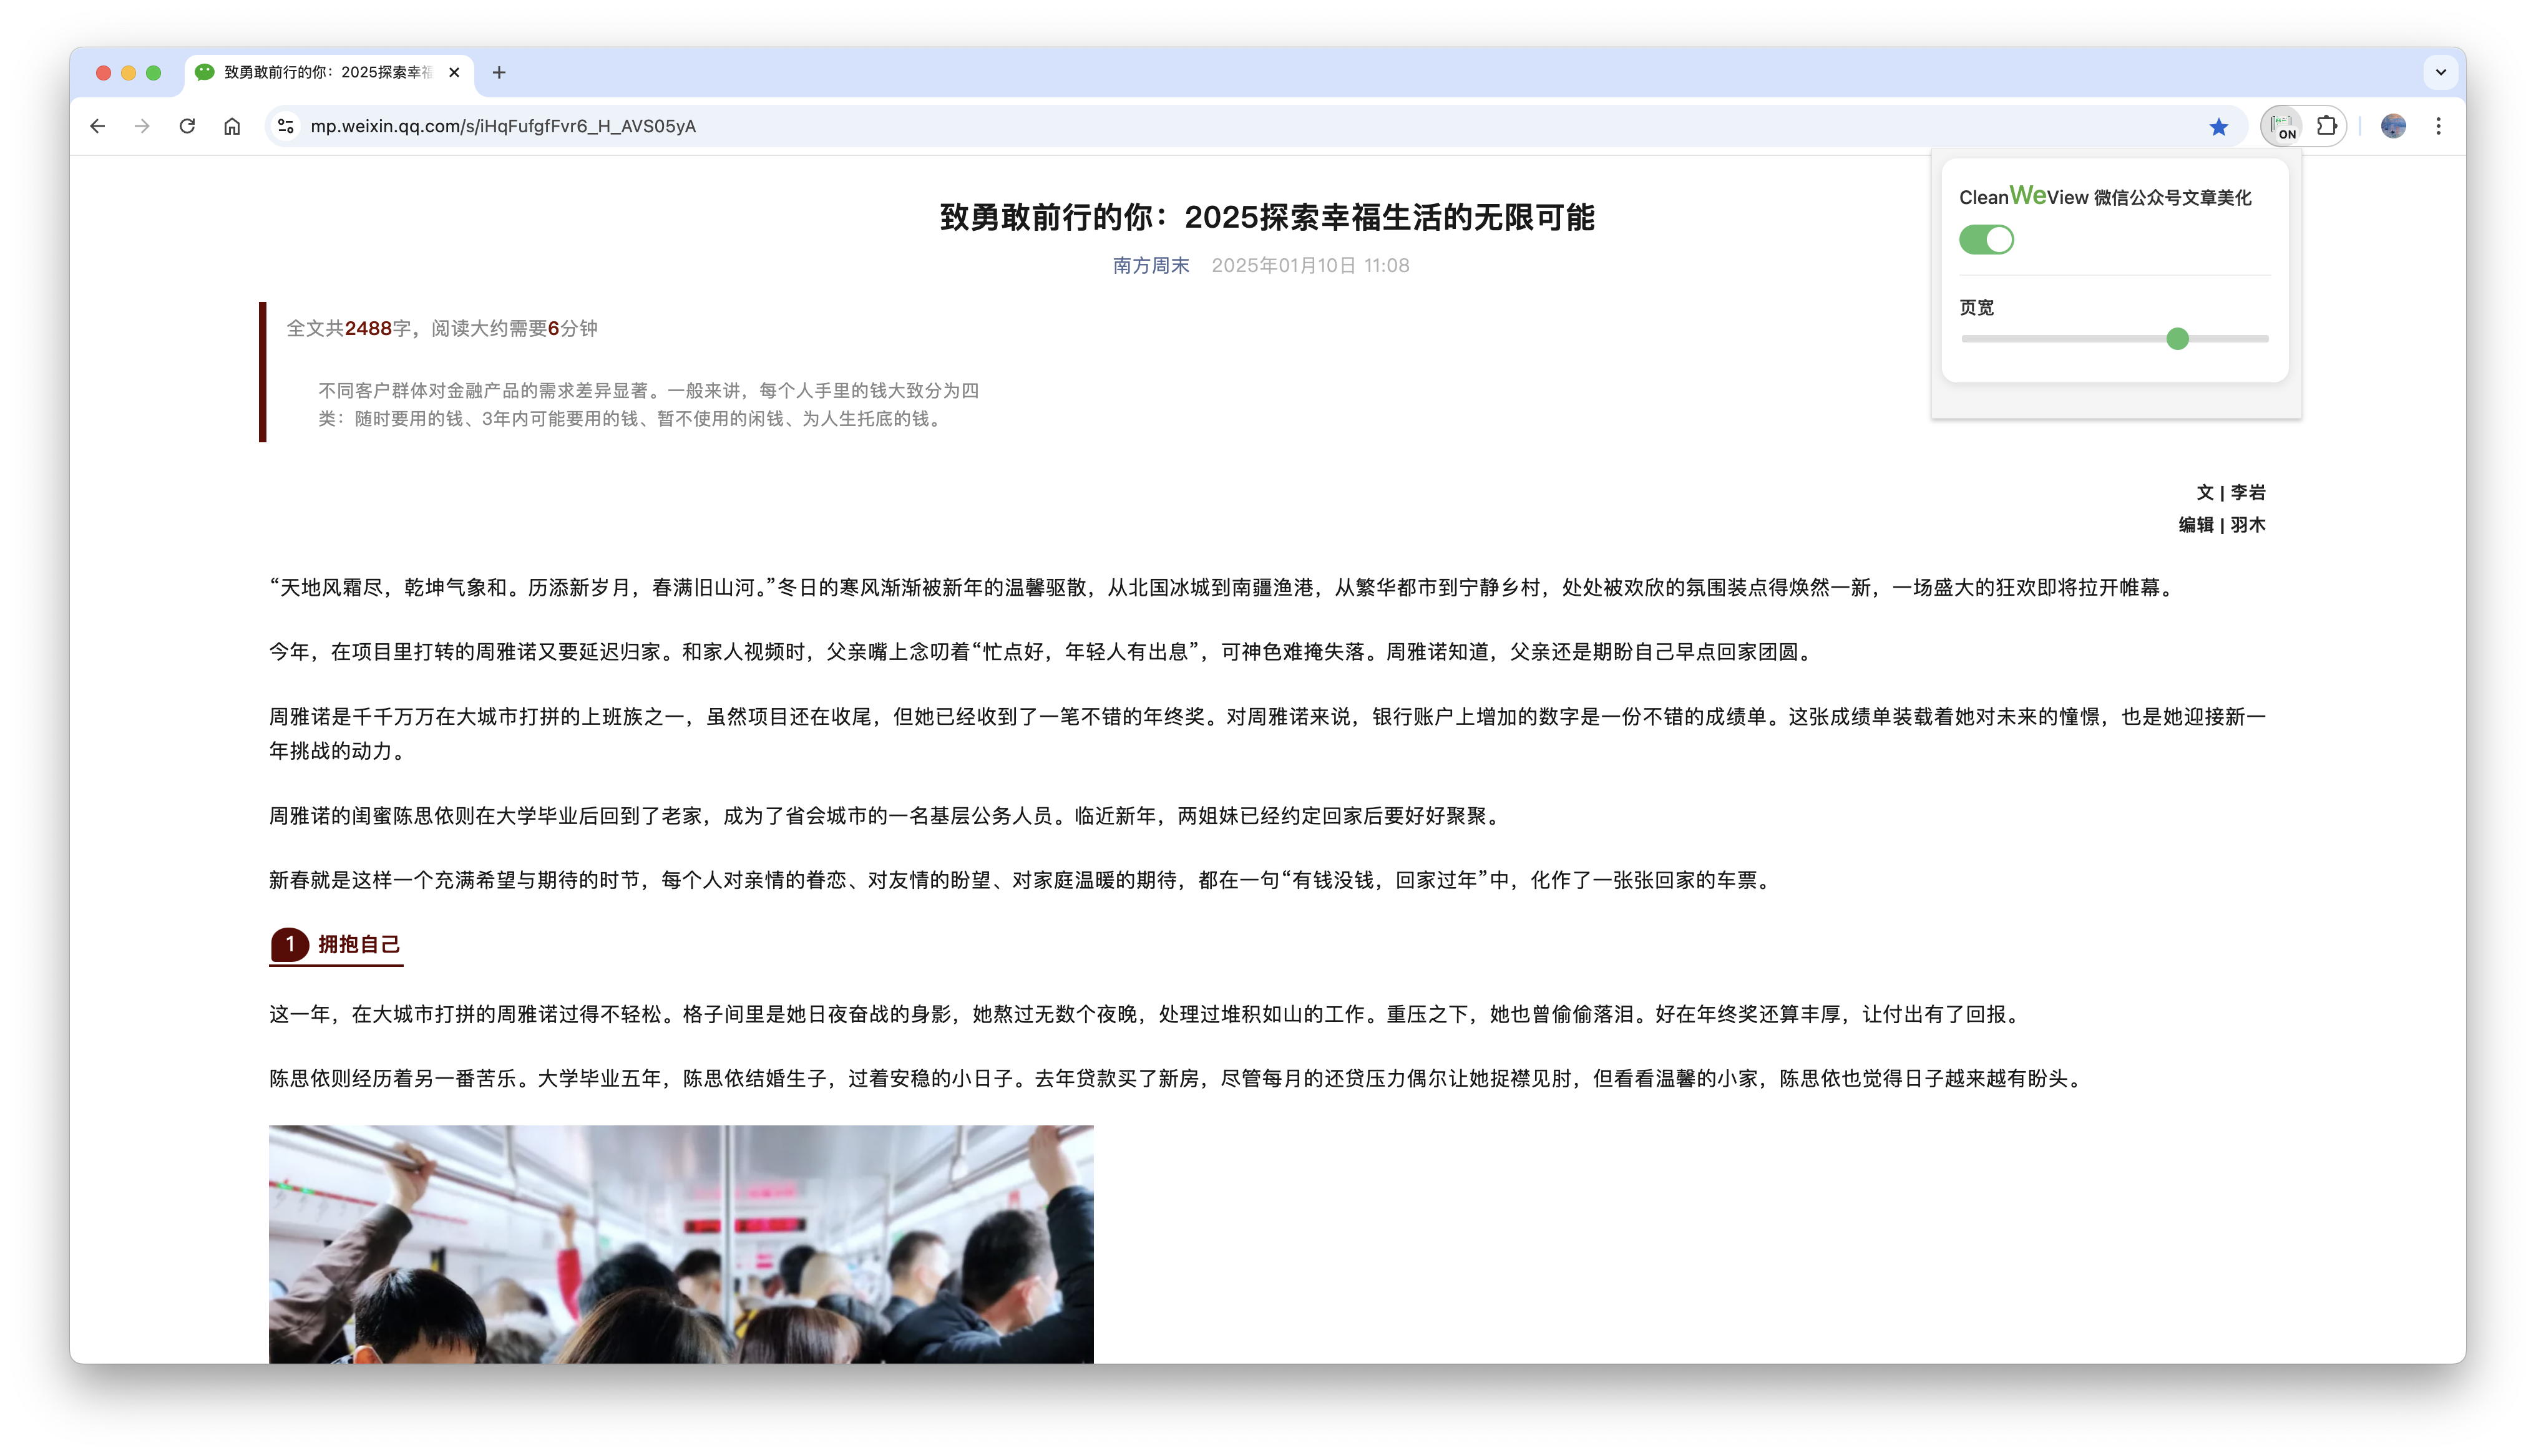 致勇敢前行的你：2025探索幸福
mp.weixin.qq.com/s/iHqFufgfFvr6_H_AVS05yA
ON
CleanWeView 微信公众号文章美化
页宽
致勇敢前行的你：2025探索幸福生活的无限可能
南方周末 2025年01月10日 11:08
全文共2488字，阅读大约需要6分钟
不同客户群体对金融产品的需求差异显著。一般来讲，每个人手里的钱大致分为四
类：随时要用的钱、3年内可能要用的钱、暂不使用的闲钱、为人生托底的钱。
文 | 李岩
编辑 | 羽木
“天地风霜尽，乾坤气象和。历添新岁月，春满旧山河。”冬日的寒风渐渐被新年的温馨驱散，从北国冰城到南疆渔港，从繁华都市到宁静乡村，处处被欢欣的氛围装点得焕然一新，一场盛大的狂欢即将拉开帷幕。
今年，在项目里打转的周雅诺又要延迟归家。和家人视频时，父亲嘴上念叨着“忙点好，年轻人有出息”，可神色难掩失落。周雅诺知道，父亲还是期盼自己早点回家团圆。
周雅诺是千千万万在大城市打拼的上班族之一，虽然项目还在收尾，但她已经收到了一笔不错的年终奖。对周雅诺来说，银行账户上增加的数字是一份不错的成绩单。这张成绩单装载着她对未来的憧憬，也是她迎接新一
年挑战的动力。
周雅诺的闺蜜陈思依则在大学毕业后回到了老家，成为了省会城市的一名基层公务人员。临近新年，两姐妹已经约定回家后要好好聚聚。
新春就是这样一个充满希望与期待的时节，每个人对亲情的眷恋、对友情的盼望、对家庭温暖的期待，都在一句“有钱没钱，回家过年”中，化作了一张张回家的车票。
1 拥抱自己
这一年，在大城市打拼的周雅诺过得不轻松。格子间里是她日夜奋战的身影，她熬过无数个夜晚，处理过堆积如山的工作。重压之下，她也曾偷偷落泪。好在年终奖还算丰厚，让付出有了回报。
陈思依则经历着另一番苦乐。大学毕业五年，陈思依结婚生子，过着安稳的小日子。去年贷款买了新房，尽管每月的还贷压力偶尔让她捉襟见肘，但看看温馨的小家，陈思依也觉得日子越来越有盼头。